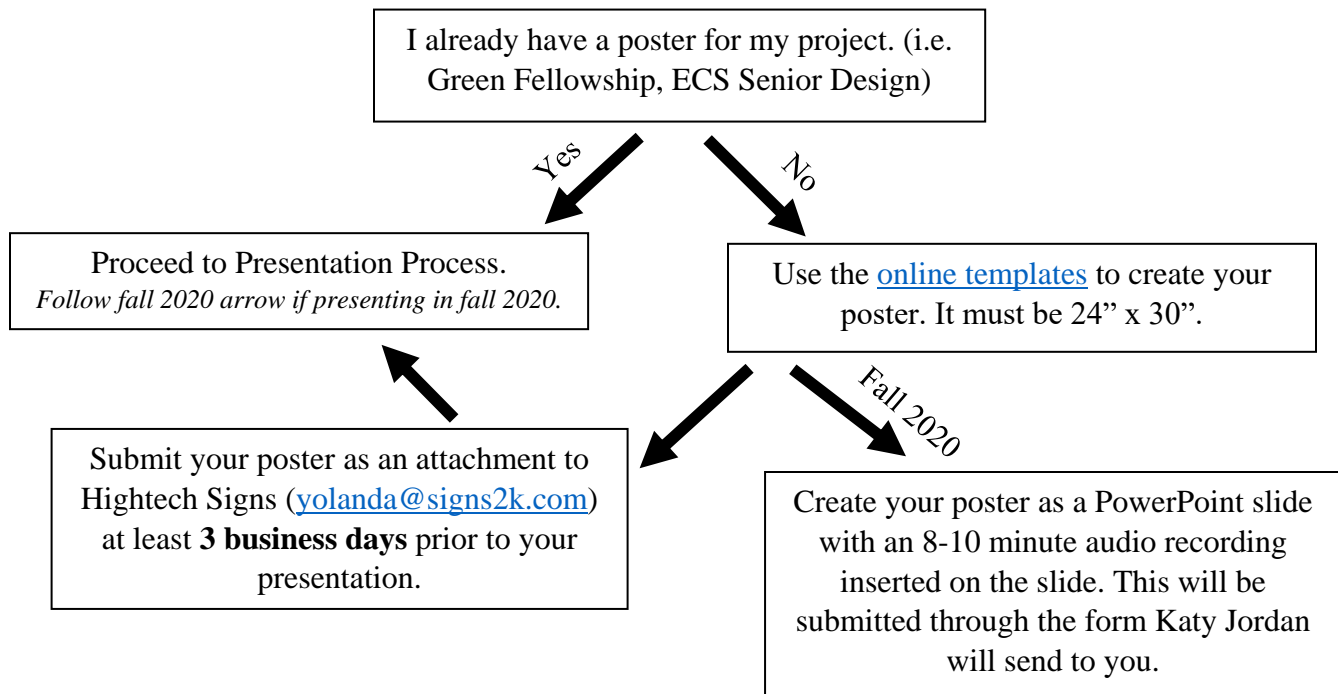 I already have a poster for my project. (i.e.
Green Fellowship, ECS Senior Design)
Yes
No
Proceed to Presentation Process.
Follow fall 2020 arrow if presenting in fall 2020.
Use the online templates to create your
poster. It must be 24” x 30”.
Fall 2020
Submit your poster as an attachment to
Hightech Signs (yolanda@signs2k.com)
at least 3 business days prior to your
presentation.
Create your poster as a PowerPoint slide
with an 8-10 minute audio recording
inserted on the slide. This will be
submitted through the form Katy Jordan
will send to you.